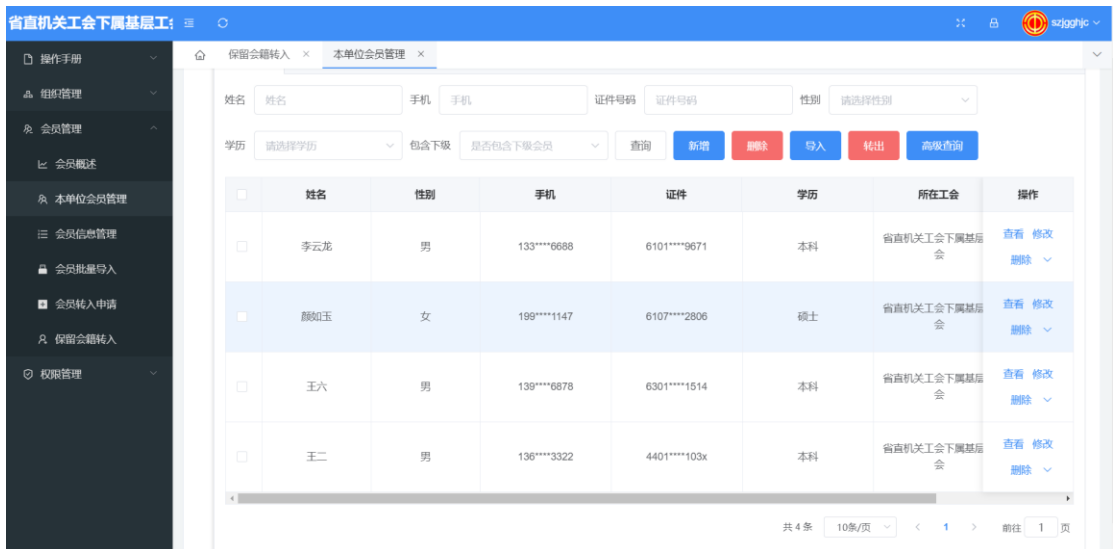 省直机关工会下属基层工
szjgghjc
操作手册
组织管理
会员管理
会员概述
本单位会员管理
会员信息管理
会员批量导入
会员转入申请
保留会籍转入
权限管理
保留会籍转入 ×
本单位会员管理 ×
姓名 姓名 手机 手机 证件号码 证件号码 性别 请选择性别
学历 请选择学历 包含下级 是否包含下级会员 查询 新增 删除 导入 转出 高级查询
姓名 性别 手机 证件 学历 所在工会 操作
李云龙 男 133****6688 6101****9671 本科 省直机关工会下属基层 查看 修改
会 删除
颜如玉 女 199****1147 6107****2806 硕士 省直机关工会下属基层 查看 修改
会 删除
王六 男 139****6878 6301****1514 本科 省直机关工会下属基层 查看 修改
会 删除
王二 男 136****3322 4401****103x 本科 省直机关工会下属基层 查看 修改
会 删除
共 4 条 10条/页 < 1 > 前往 1 页